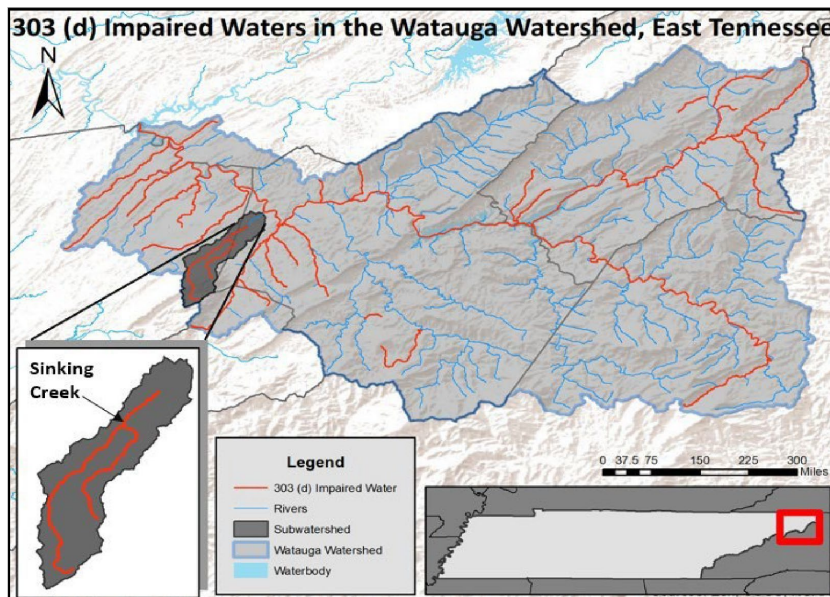 303 (d) Impaired Waters in the Watauga Watershed, East Tennessee
N
Sinking
Creek
Legend
303 (d) Impaired Water
Rivers
Subwatershed
Watauga Watershed
Waterbody
0 37.5 75 150 225 300
Miles